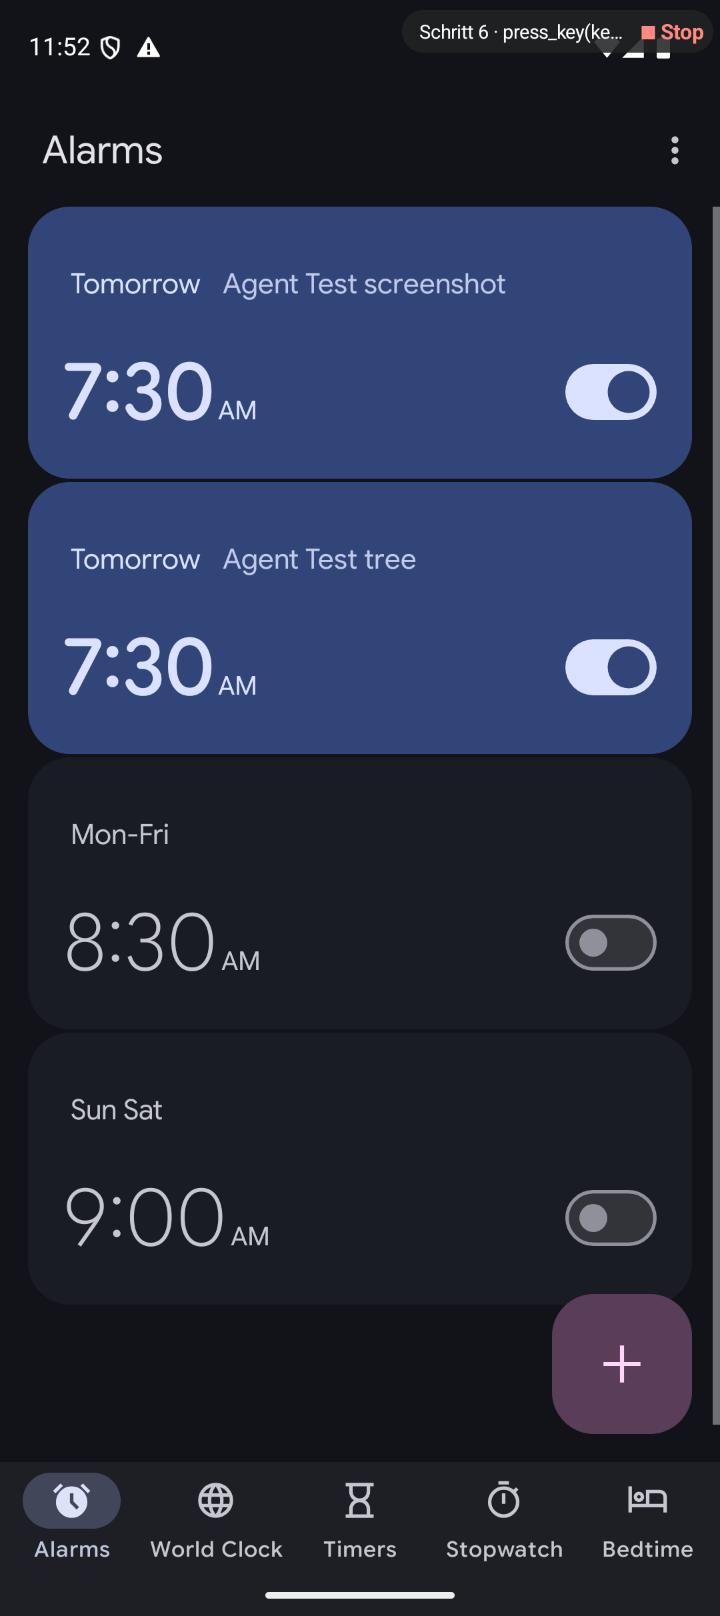 11:52
Schritt 6 · press_key(ke... Stop
Alarms
Tomorrow Agent Test screenshot
7:30 AM
Tomorrow Agent Test tree
7:30 AM
Mon-Fri
8:30 AM
Sun Sat
9:00 AM
Alarms World Clock Timers Stopwatch Bedtime